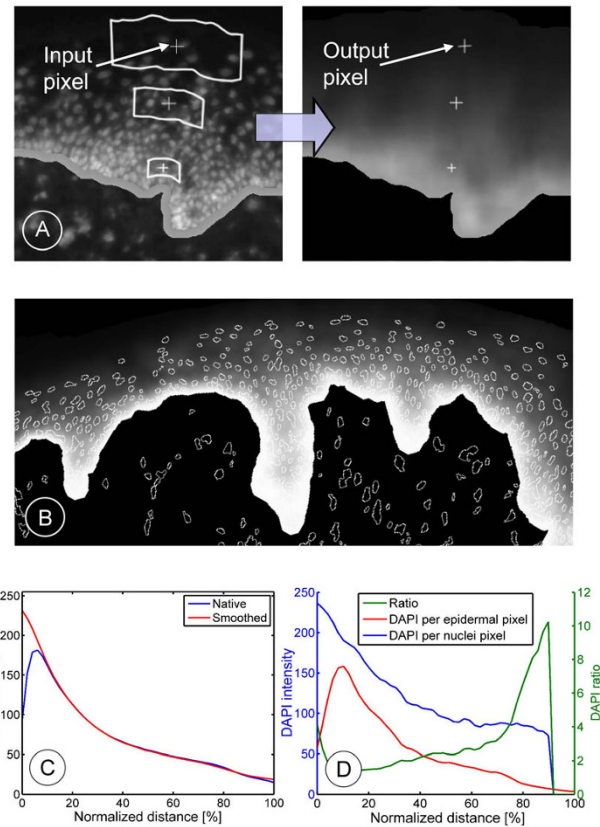 Input
pixel
Output
pixel
A
B
250
200
150
100
50
0
Native
Smoothed
C
0 20 40 60 80 100
Normalized distance [%]
DAPI intensity
250
200
150
100
50
0
Ratio
DAPI per epidermal pixel
DAPI per nuclei pixel
D
12
10
8
6
4
2
0
DAPI ratio
0 20 40 60 80 100
Normalized distance [%]